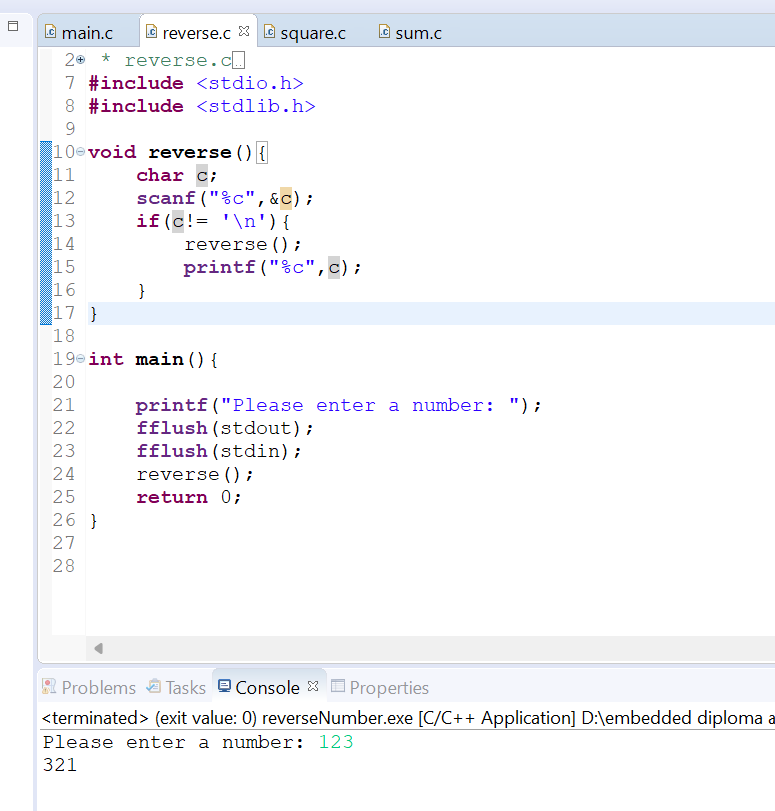 main.c reverse.c square.c sum.c
2 * reverse.c
7 #include <stdio.h>
8 #include <stdlib.h>
9
10 void reverse(){
11     char c;
12     scanf("%c",&c);
13     if(c!= '\n'){
14         reverse();
15         printf("%c",c);
16     }
17 }
18
19 int main(){
20
21     printf("Please enter a number: ");
22     fflush(stdout);
23     fflush(stdin);
24     reverse();
25     return 0;
26 }
27
28
Problems Tasks Console Properties
<terminated> (exit value: 0) reverseNumber.exe [C/C++ Application] D:\embedded diploma a
Please enter a number: 123
321